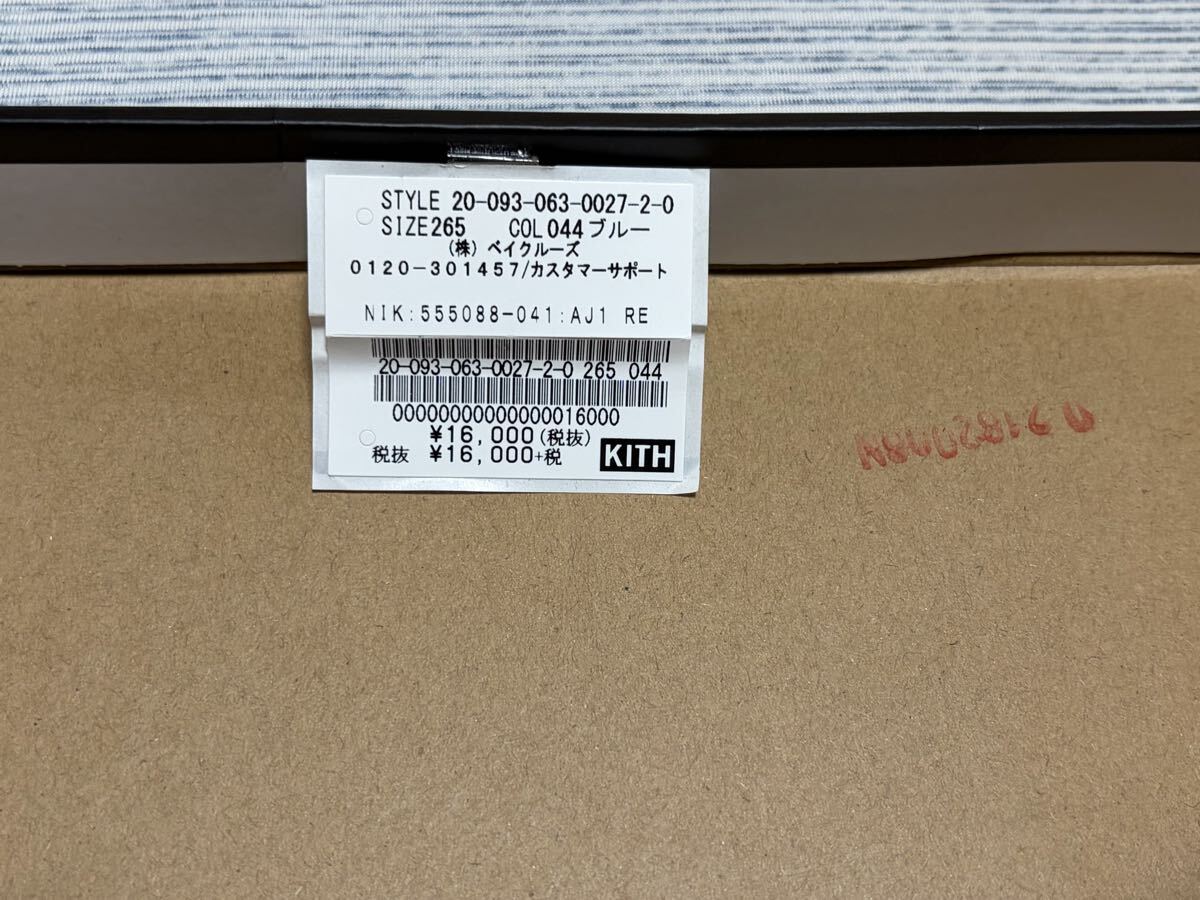 STYLE 20-093-063-0027-2-0
SIZE265 COL044ブルー
(株) ベイクルーズ
0120-301457/カスタマーサポート
NIK:555088-041:AJ1 RE
20-093-063-0027-2-0 265 044
00000000000000016000
¥16,000(税抜)
税抜 ¥16,000+税
KITH